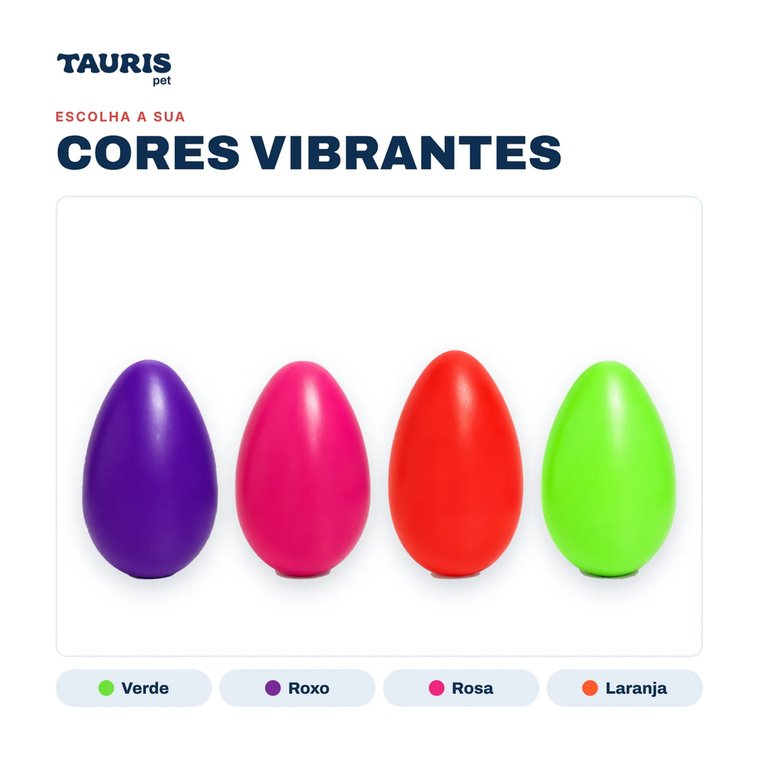 TAURIS
pet
ESCOLHA A SUA
CORES VIBRANTES
Verde
Roxo
Rosa
Laranja